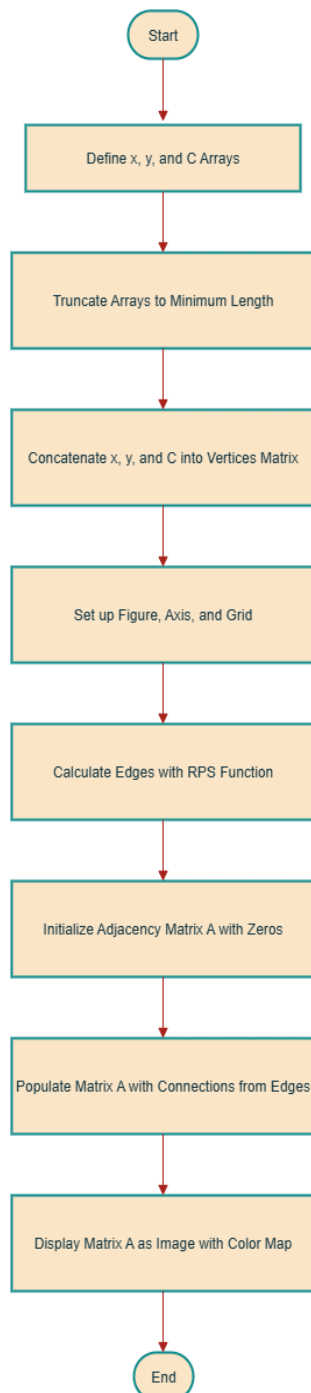 Start
Define x, y, and C Arrays
Truncate Arrays to Minimum Length
Concatenate x, y, and C into Vertices Matrix
Set up Figure, Axis, and Grid
Calculate Edges with RPS Function
Initialize Adjacency Matrix A with Zeros
Populate Matrix A with Connections from Edges
Display Matrix A as Image with Color Map
End